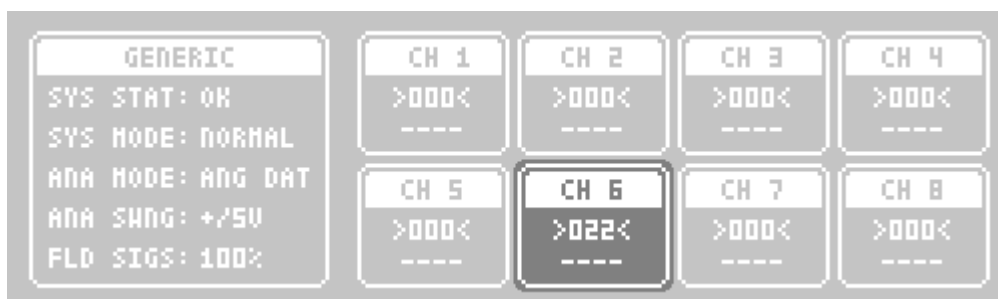 GENERIC
SYS STAT: OK
SYS MODE: NORMAL
ANA MODE: ANG DAT
ANA SWNG: +/5V
FLD SIGS: 100%
CH 1 CH 2 CH 3 CH 4
>000< >000< >000< >000<
---- ---- ---- ----
CH 5 CH 6 CH 7 CH 8
>000< >022< >000< >000<
---- ---- ---- ----